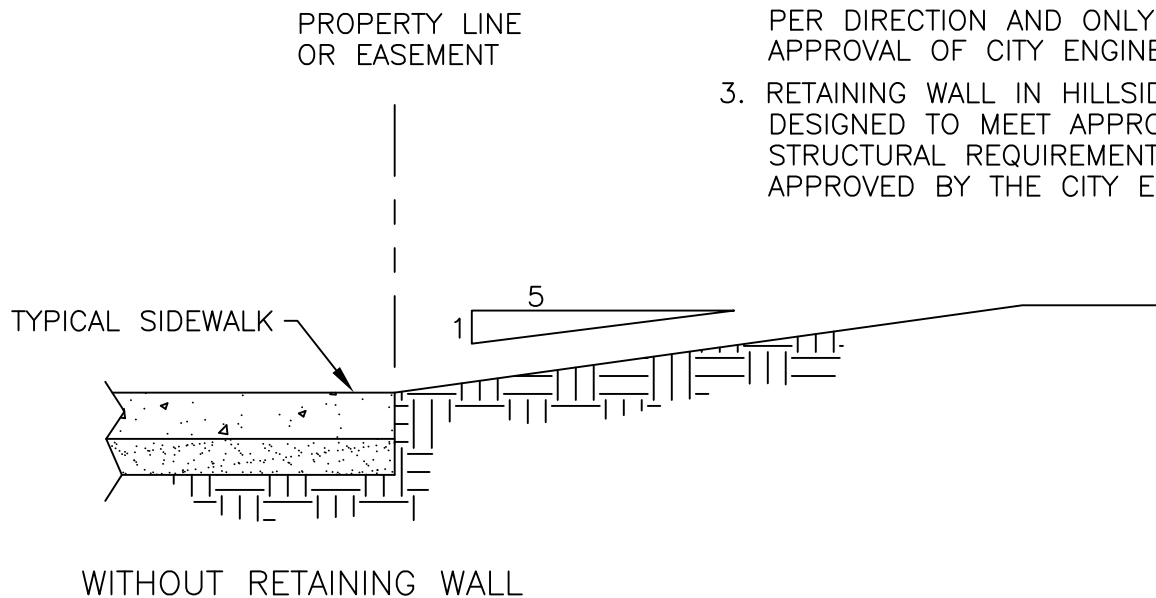 PROPERTY LINE
OR EASEMENT
PER DIRECTION AND ONLY
APPROVAL OF CITY ENGINE
3. RETAINING WALL IN HILLSID
DESIGNED TO MEET APPRO
STRUCTURAL REQUIREMENT
APPROVED BY THE CITY E
5
1
TYPICAL SIDEWALK
WITHOUT RETAINING WALL